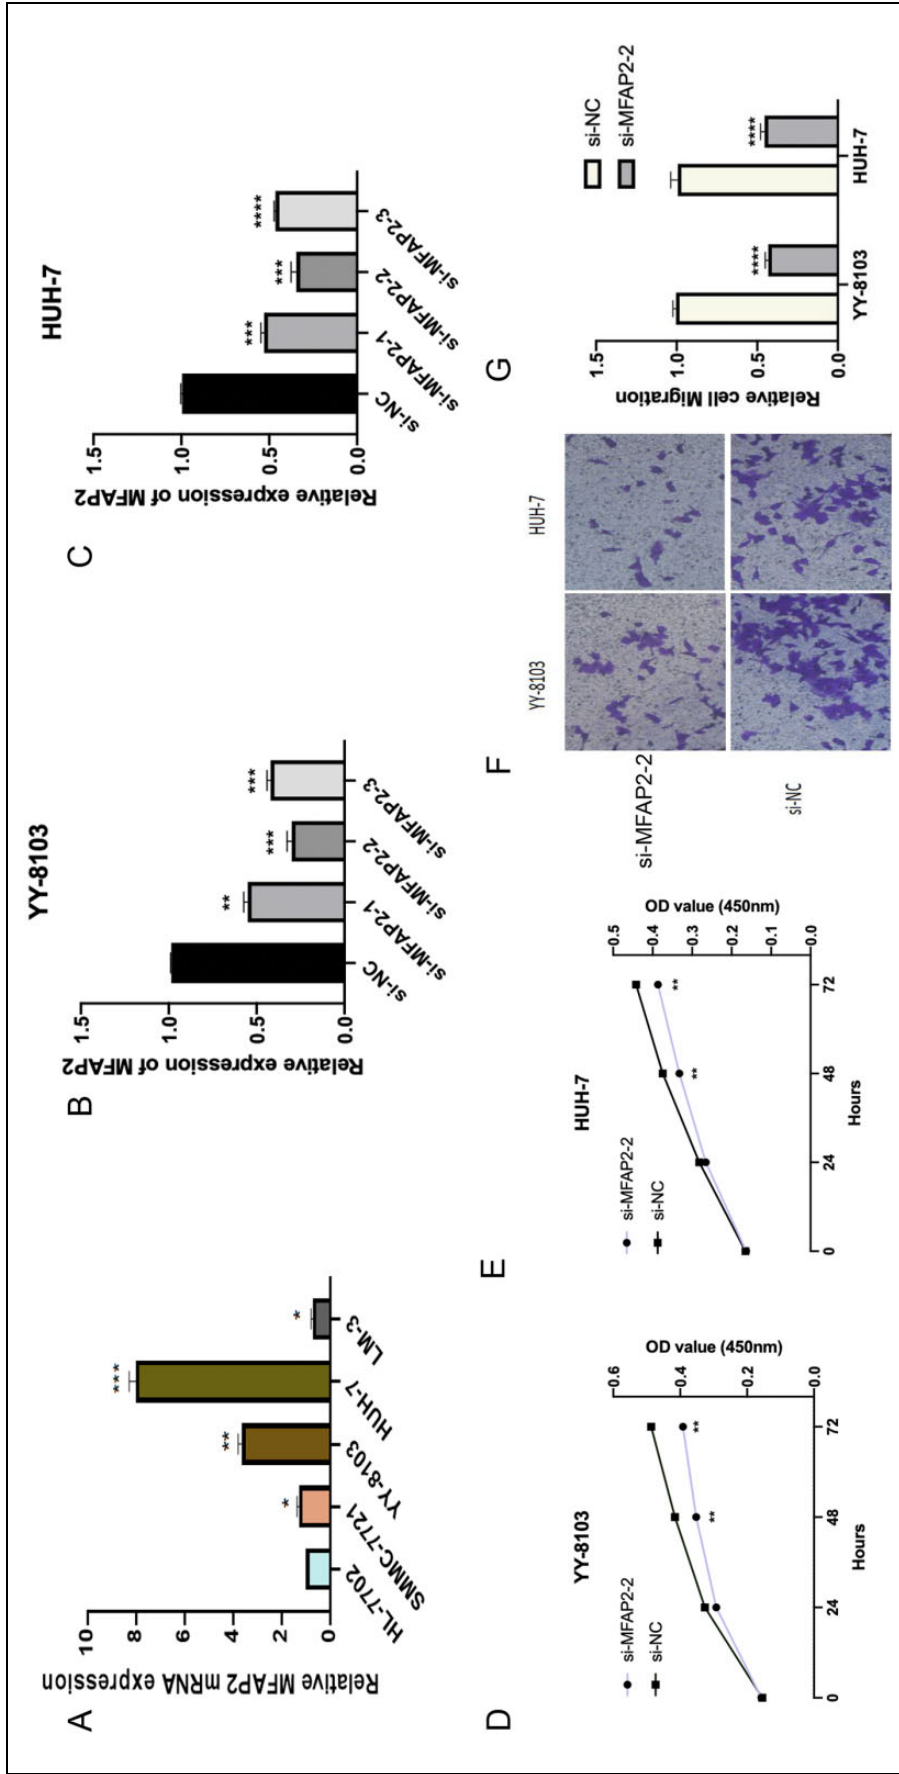 A
Relative MFAP2 mRNA expression
10
8
6
4
2
0
*
**
***
*
HL-7702
SMMC-7721
YY-8103
HUH-7
LM-3
B
YY-8103
Relative expression of MFAP2
1.5
1.0
0.5
0.0
**
***
***
si-NC
si-MFAP2-1
si-MFAP2-2
si-MFAP2-3
C
HUH-7
Relative expression of MFAP2
1.5
1.0
0.5
0.0
***
***
****
si-NC
si-MFAP2-1
si-MFAP2-2
si-MFAP2-3
D
YY-8103
si-MFAP2-2
si-NC
OD value (450nm)
0.6
0.4
0.2
0.0
**
**
0
24
48
72
Hours
E
HUH-7
si-MFAP2-2
si-NC
OD value (450nm)
0.5
0.4
0.3
0.2
0.1
0.0
**
**
0
24
48
72
Hours
F
YY-8103
HUH-7
si-MFAP2-2
si-NC
G
si-NC
si-MFAP2-2
Relative cell Migration
1.5
1.0
0.5
0.0
****
****
YY-8103
HUH-7